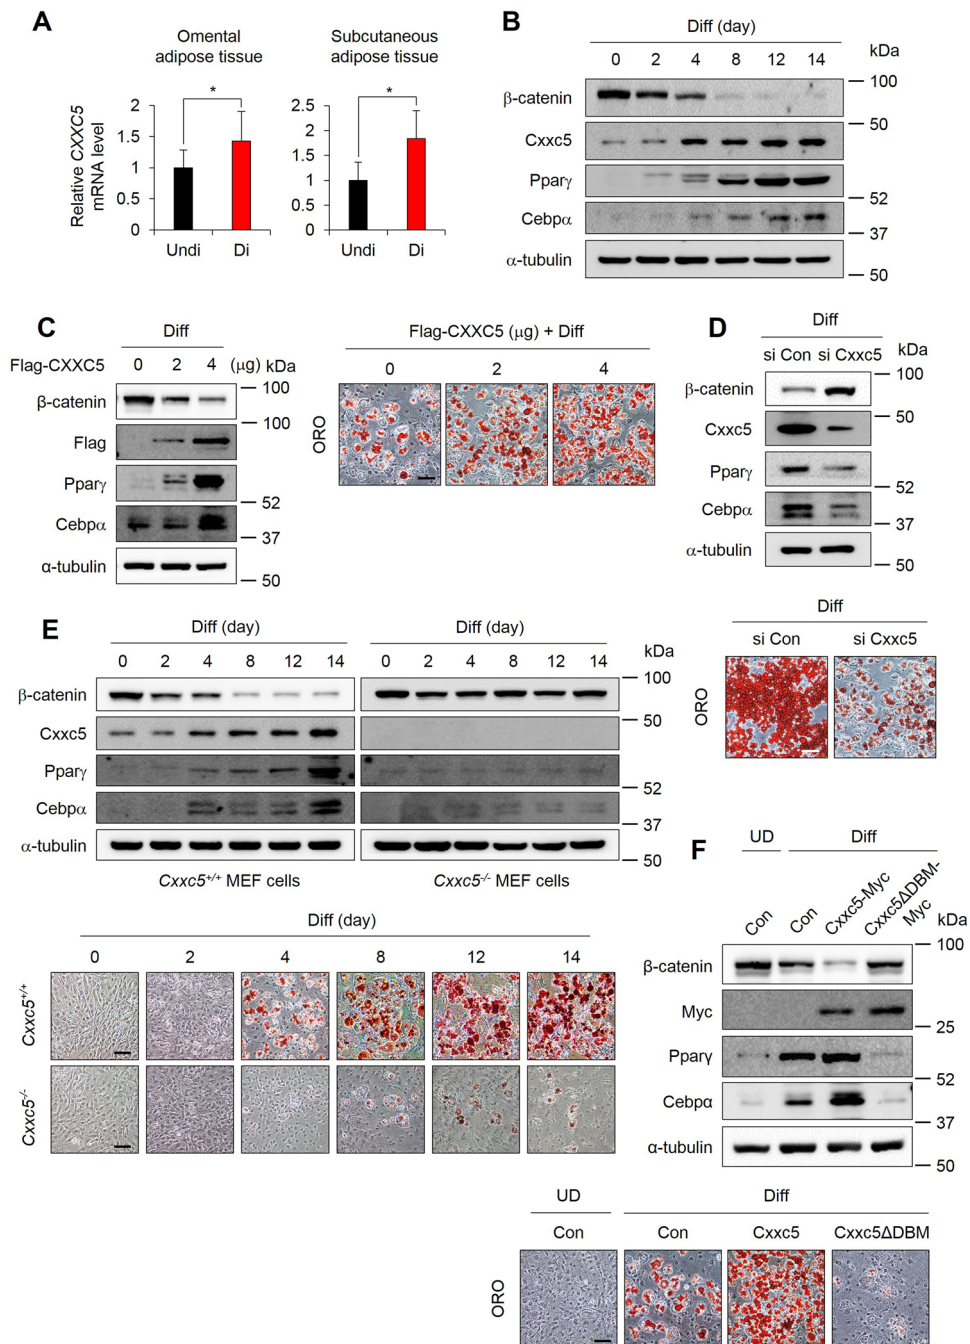 A
Omental
adipose tissue
Subcutaneous
adipose tissue
Relative CXXC5
mRNA level
2
1.5
1
0.5
0
*
Undi Di
2.5
2
1.5
1
0.5
0
*
Undi Di
B
Diff (day)
0 2 4 8 12 14
kDa
β-catenin
100
Cxxc5
50
Pparγ
52
Cebpα
37
α-tubulin
50
C
Diff
Flag-CXXC5 0 2 4 (μg) kDa
β-catenin
100
Flag
100
Pparγ
52
Cebpα
37
α-tubulin
50
Flag-CXXC5 (μg) + Diff
0 2 4
ORO
D
Diff
si Con si Cxxc5
kDa
β-catenin
100
Cxxc5
50
Pparγ
52
Cebpα
37
α-tubulin
50
Diff
si Con si Cxxc5
ORO
E
Diff (day) Diff (day)
0 2 4 8 12 14 0 2 4 8 12 14
kDa
β-catenin
100
Cxxc5
50
Pparγ
52
Cebpα
37
α-tubulin
50
Cxxc5+/+ MEF cells Cxxc5-/- MEF cells
Diff (day)
0 2 4 8 12 14
Cxxc5+/+
Cxxc5-/-
F
UD Diff
Con Con Cxxc5-Myc Cxxc5ΔDBM-
Myc
kDa
β-catenin
100
Myc
25
Pparγ
52
Cebpα
37
α-tubulin
50
UD Diff
Con Con Cxxc5 Cxxc5ΔDBM
ORO